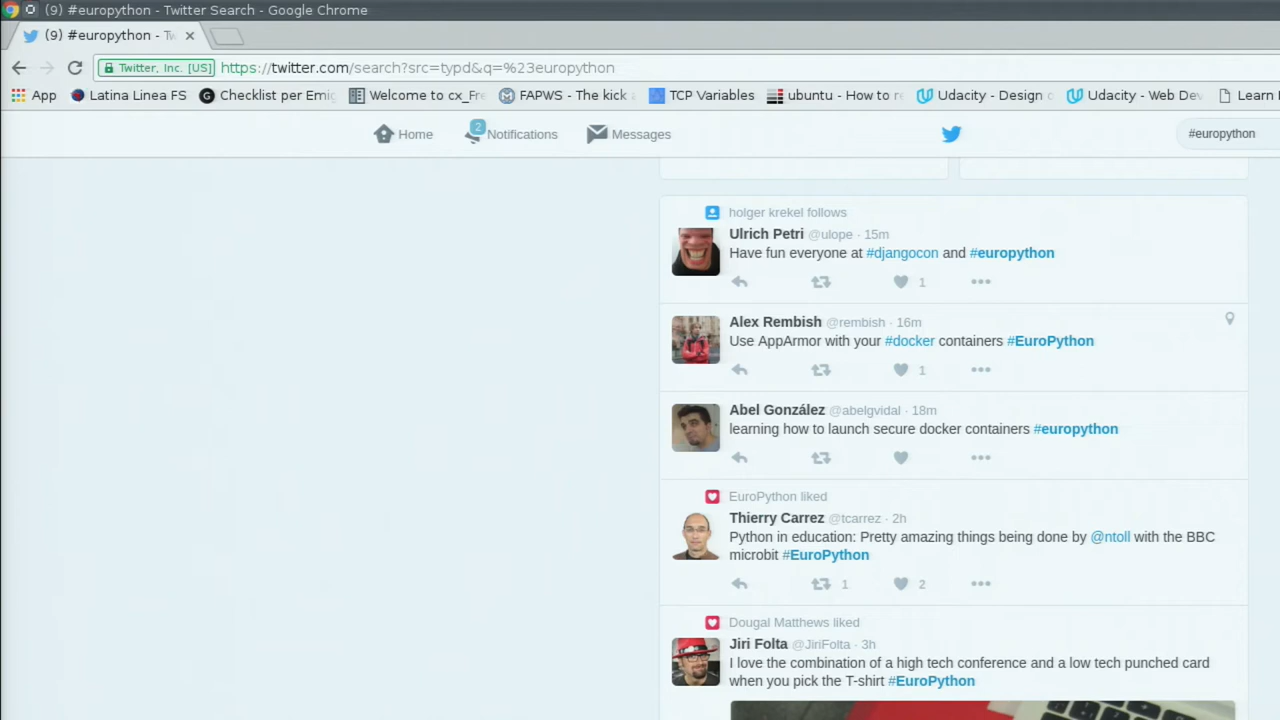 (9) #europython - Twitter Search - Google Chrome
(9) #europython - Tw
Twitter, Inc. [US] https://twitter.com/search?src=typd&q=%23europython
App Latina Linea FS Checklist per Emig Welcome to cx_Fre FAPWS - The kick TCP Variables ubuntu - How to re Udacity - Design Udacity - Web Dev Learn
Home 2 Notifications Messages #europython
holger krekel follows
Ulrich Petri @ulope · 15m
Have fun everyone at #djangocon and #europython
1
Alex Rembish @rembish · 16m
Use AppArmor with your #docker containers #EuroPython
1
Abel González @abelgvidal · 18m
learning how to launch secure docker containers #europython
EuroPython liked
Thierry Carrez @tcarrez · 2h
Python in education: Pretty amazing things being done by @ntoll with the BBC
microbit #EuroPython
1 2
Dougal Matthews liked
Jiri Folta @JiriFolta · 3h
I love the combination of a high tech conference and a low tech punched card
when you pick the T-shirt #EuroPython